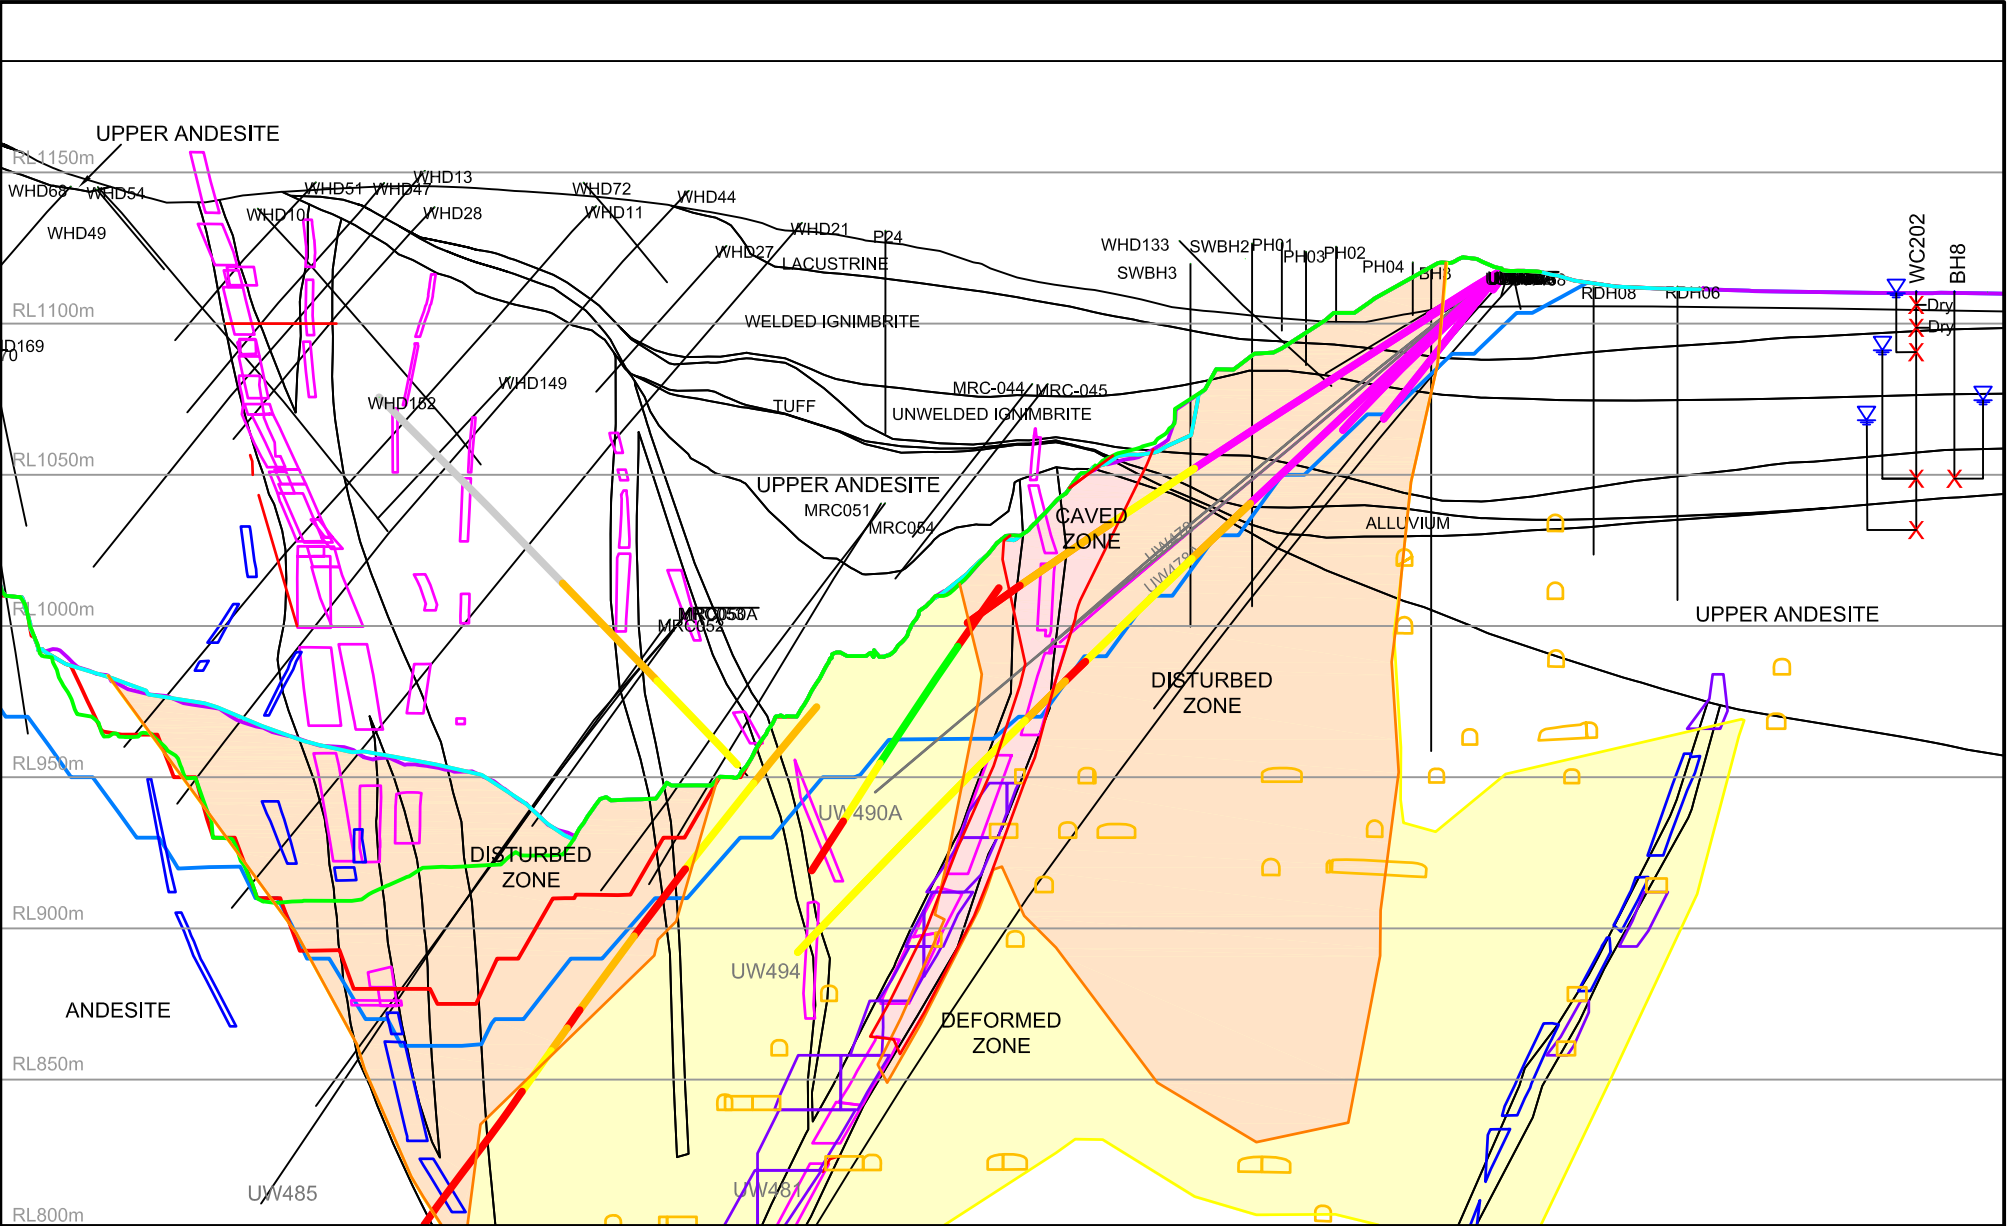 UPPER ANDESITE
RL1150m
WHD68
WHD54
WHD51
WHD47
WHD13
WHD72
WHD44
WHD49
WHD10
WHD28
WHD11
WHD21
P24
WHD27
LACUSTRINE
WHD133
SWBH2
PH01
PH03
PH02
SWBH3
PH04
BH3
RDH08
RDH06
WC202
BH8
RL1100m
WELDED IGNIMBRITE
Dry
Dry
D169
70
WHD149
WHD152
MRC-044
MRC-045
TUFF
UNWELDED IGNIMBRITE
RL1050m
UPPER ANDESITE
MRC051
MRC054
CAVED
ZONE
ALLUVIUM
UW478
RL1000m
MRC052
UPPER ANDESITE
DISTURBED
ZONE
RL950m
UW490A
DISTURBED
ZONE
RL900m
UW494
ANDESITE
DEFORMED
ZONE
RL850m
UW485
UW481
RL800m